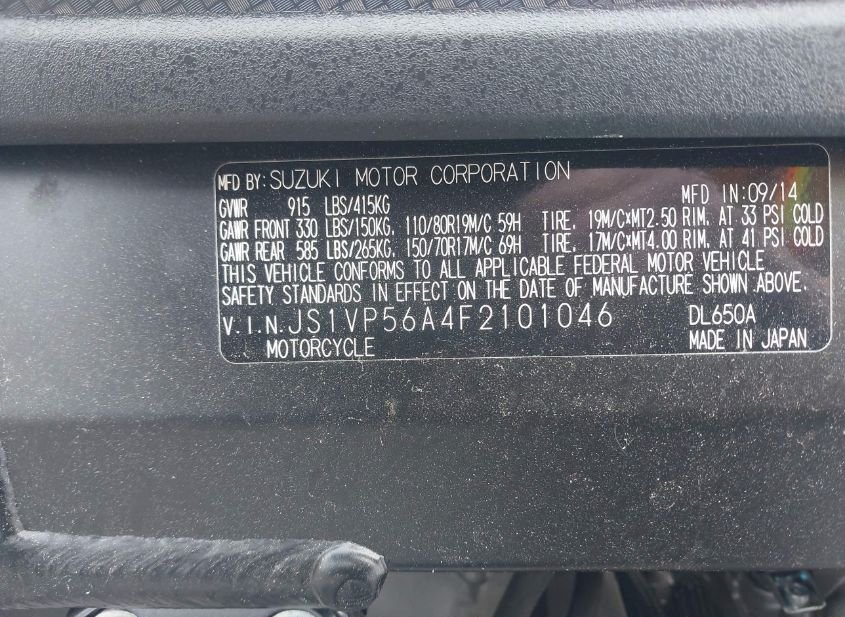 MFD BY: SUZUKI MOTOR CORPORATION
MFD IN: 09/14
GVWR 915 LBS/415KG
GAWR FRONT 330 LBS/150KG, 110/80R19M/C 59H TIRE, 19M/C×MT2.50 RIM, AT 33 PSI COLD
GAWR REAR 585 LBS/265KG, 150/70R17M/C 69H TIRE, 17M/C×MT4.00 RIM, AT 41 PSI COLD
THIS VEHICLE CONFORMS TO ALL APPLICABLE FEDERAL MOTOR VEHICLE
SAFETY STANDARDS IN EFFECT ON THE DATE OF MANUFACTURE SHOWN ABOVE.
V.I.N. JS1VP56A4F2101046 DL650A
MOTORCYCLE MADE IN JAPAN